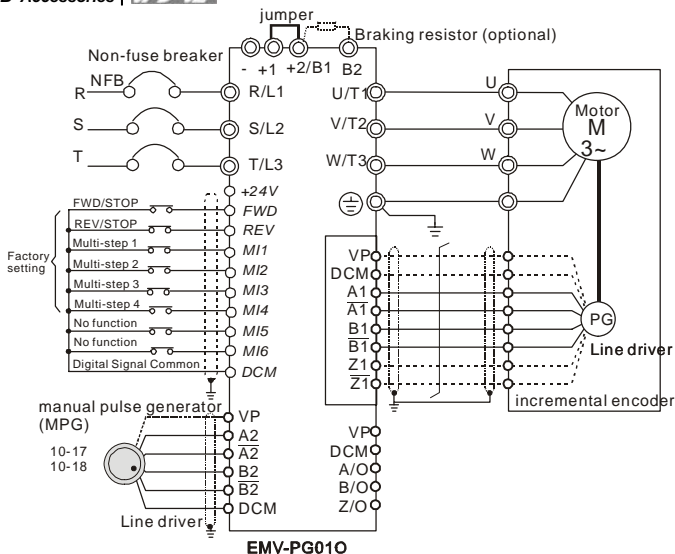 jumper
Braking resistor (optional)
Non-fuse breaker
- +1 +2/B1 B2
NFB
R R/L1 U/T1 U
S S/L2 V/T2 V
T T/L3 W/T3 W
Motor
M
3~
+24V
FWD/STOP FWD
REV/STOP REV
Multi-step 1 MI1
Multi-step 2 MI2
Multi-step 3 MI3
Multi-step 4 MI4
Factory
setting
No function MI5
No function MI6
Digital Signal Common DCM
VP
DCM
A1
A1
B1
B1
Z1
Z1
PG
Line driver
incremental encoder
manual pulse generator
(MPG)
10-17
10-18
VP
A2
A2
B2
B2
DCM
Line driver
VP
DCM
A/O
B/O
Z/O
EMV-PG01O